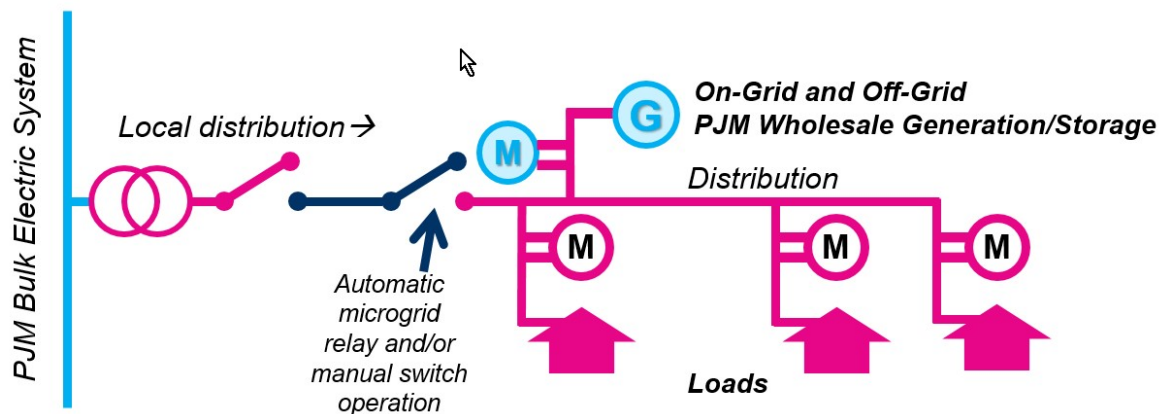 PJM Bulk Electric System
Local distribution→
M
G
On-Grid and Off-Grid
PJM Wholesale Generation/Storage
Distribution
M
M
M
Automatic
microgrid
relay and/or
manual switch
operation
Loads